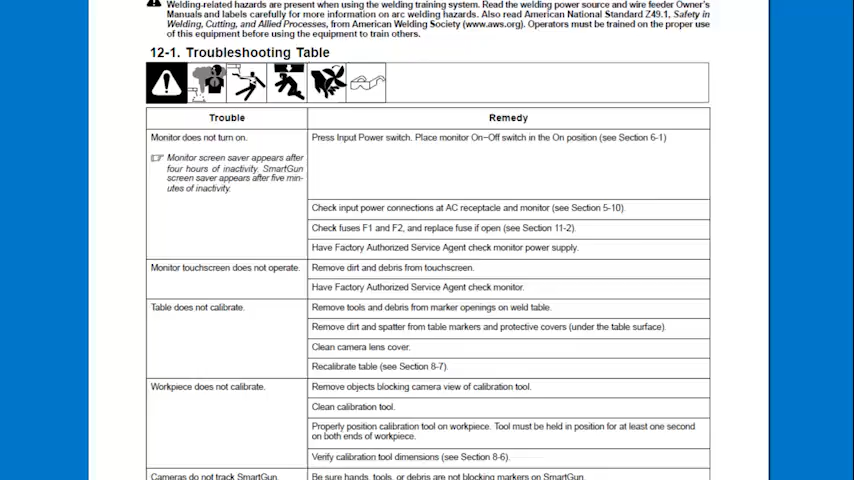 Welding-related hazards are present when using the welding training system. Read the welding power source and wire feeder Owner's
Manuals and labels carefully for more information on arc welding hazards. Also read American National Standard Z49.1, Safety in
Welding, Cutting, and Allied Processes, from American Welding Society (www.aws.org). Operators must be trained on the proper use
of this equipment before using the equipment to train others.
12-1. Troubleshooting Table
Trouble
Remedy
Monitor does not turn on.
Monitor screen saver appears after
four hours of inactivity. SmartGun
screen saver appears after five min-
utes of inactivity.
Press Input Power switch. Place monitor On−Off switch in the On position (see Section 6-1)
Check input power connections at AC receptacle and monitor (see Section 5-10).
Check fuses F1 and F2, and replace fuse if open (see Section 11-2).
Have Factory Authorized Service Agent check monitor power supply.
Monitor touchscreen does not operate.
Remove dirt and debris from touchscreen.
Have Factory Authorized Service Agent check monitor.
Table does not calibrate.
Remove tools and debris from marker openings on weld table.
Remove dirt and spatter from table markers and protective covers (under the table surface).
Clean camera lens cover.
Recalibrate table (see Section 8-7).
Workpiece does not calibrate.
Remove objects blocking camera view of calibration tool.
Clean calibration tool.
Properly position calibration tool on workpiece. Tool must be held in position for at least one second
on both ends of workpiece.
Verify calibration tool dimensions (see Section 8-6).
Cameras do not track SmartGun.
Be sure hands, tools, or debris are not blocking markers on SmartGun.